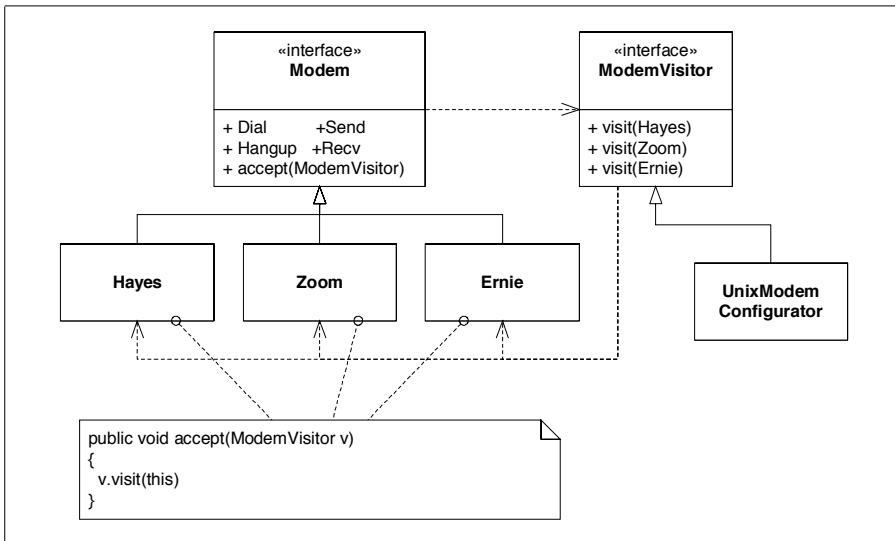 «interface»
Modem
+ Dial +Send
+ Hangup +Recv
+ accept(ModemVisitor)
«interface»
ModemVisitor
+ visit(Hayes)
+ visit(Zoom)
+ visit(Ernie)
Hayes
Zoom
Ernie
UnixModem
Configurator
public void accept(ModemVisitor v)
{
v.visit(this)
}